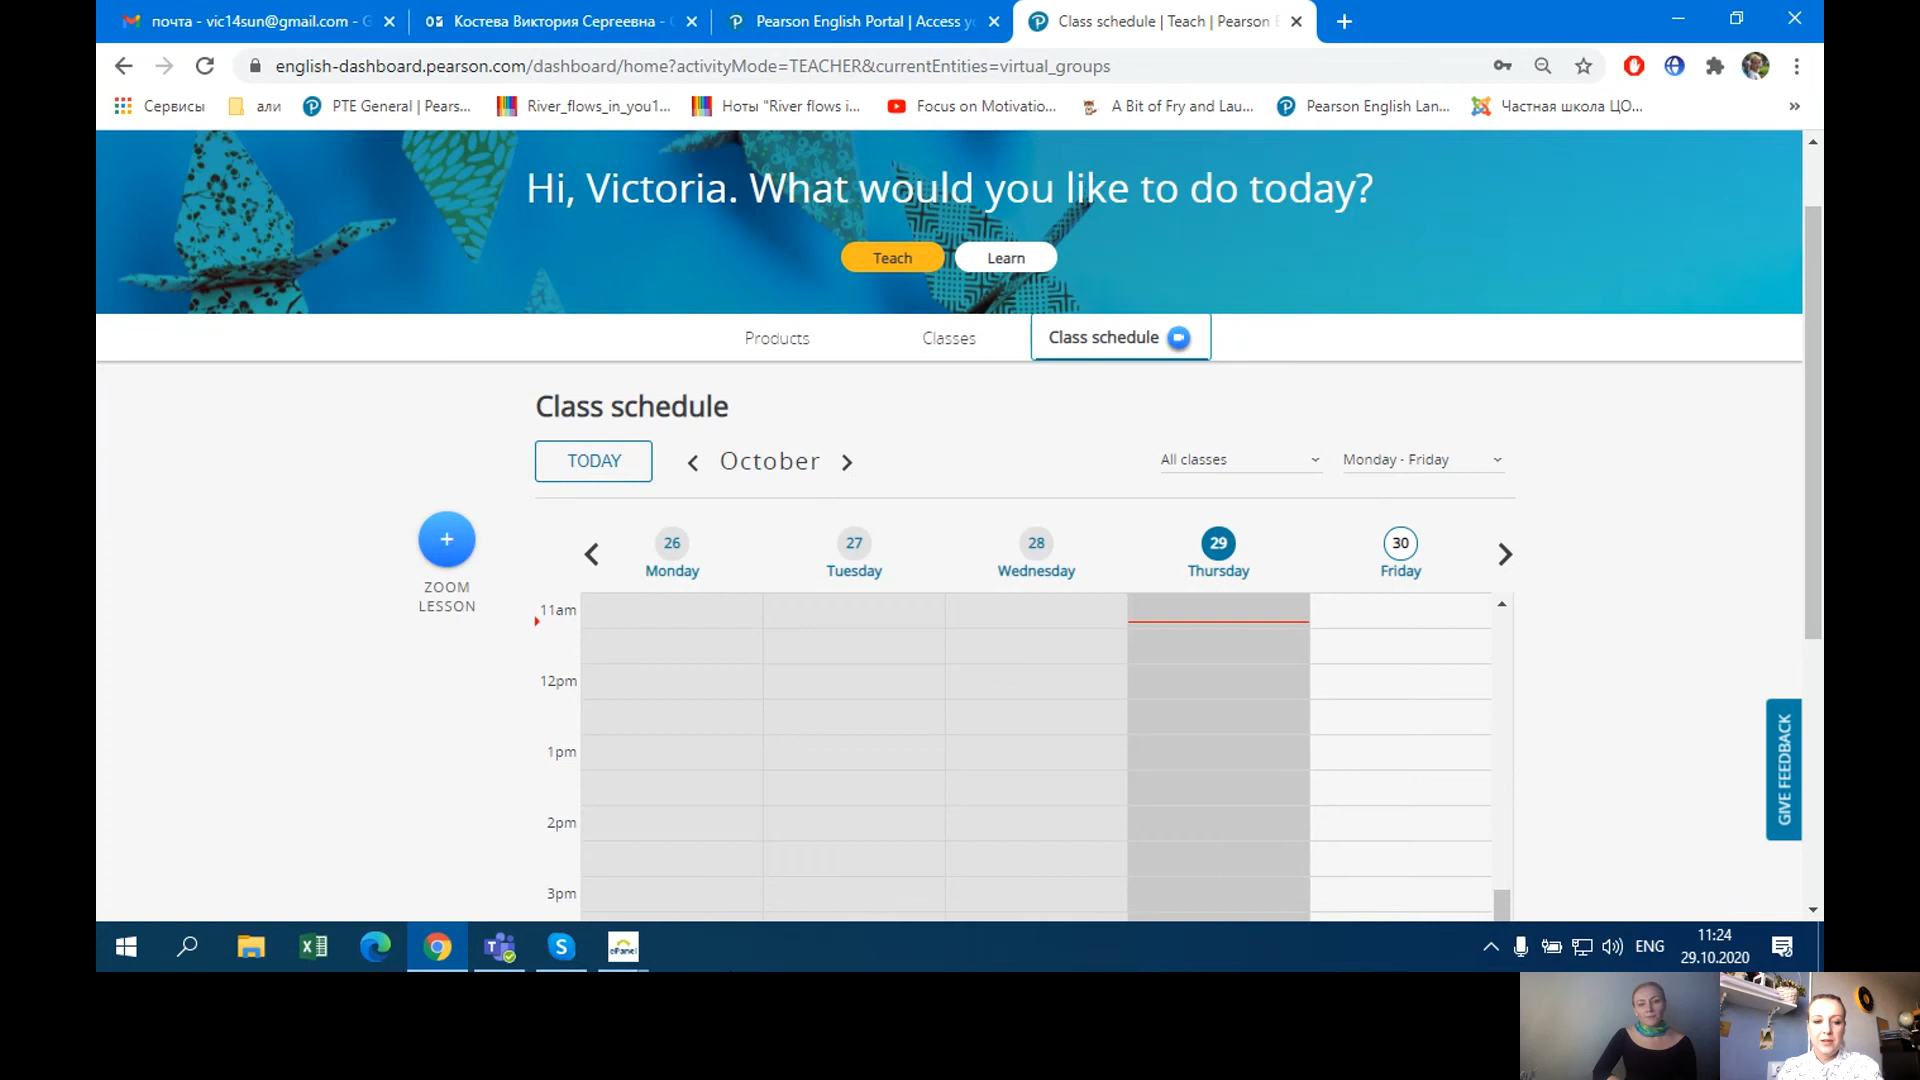 почта - vic14sun@gmail.com - G
Костева Виктория Сергеевна -
Pearson English Portal | Access yo
Class schedule | Teach | Pearson E
english-dashboard.pearson.com/dashboard/home?activityMode=TEACHER&currentEntities=virtual_groups
Сервисы
али
PTE General | Pears...
River_flows_in_you1...
Ноты "River flows i...
Focus on Motivatio...
A Bit of Fry and Lau...
Pearson English Lan...
Частная школа ЦО...
Hi, Victoria. What would you like to do today?
Teach
Learn
Products
Classes
Class schedule
Class schedule
TODAY
October
All classes
Monday - Friday
ZOOM
LESSON
26
Monday
27
Tuesday
28
Wednesday
29
Thursday
30
Friday
11am
12pm
1pm
2pm
3pm
GIVE FEEDBACK
ePanel
ENG
11:24
29.10.2020